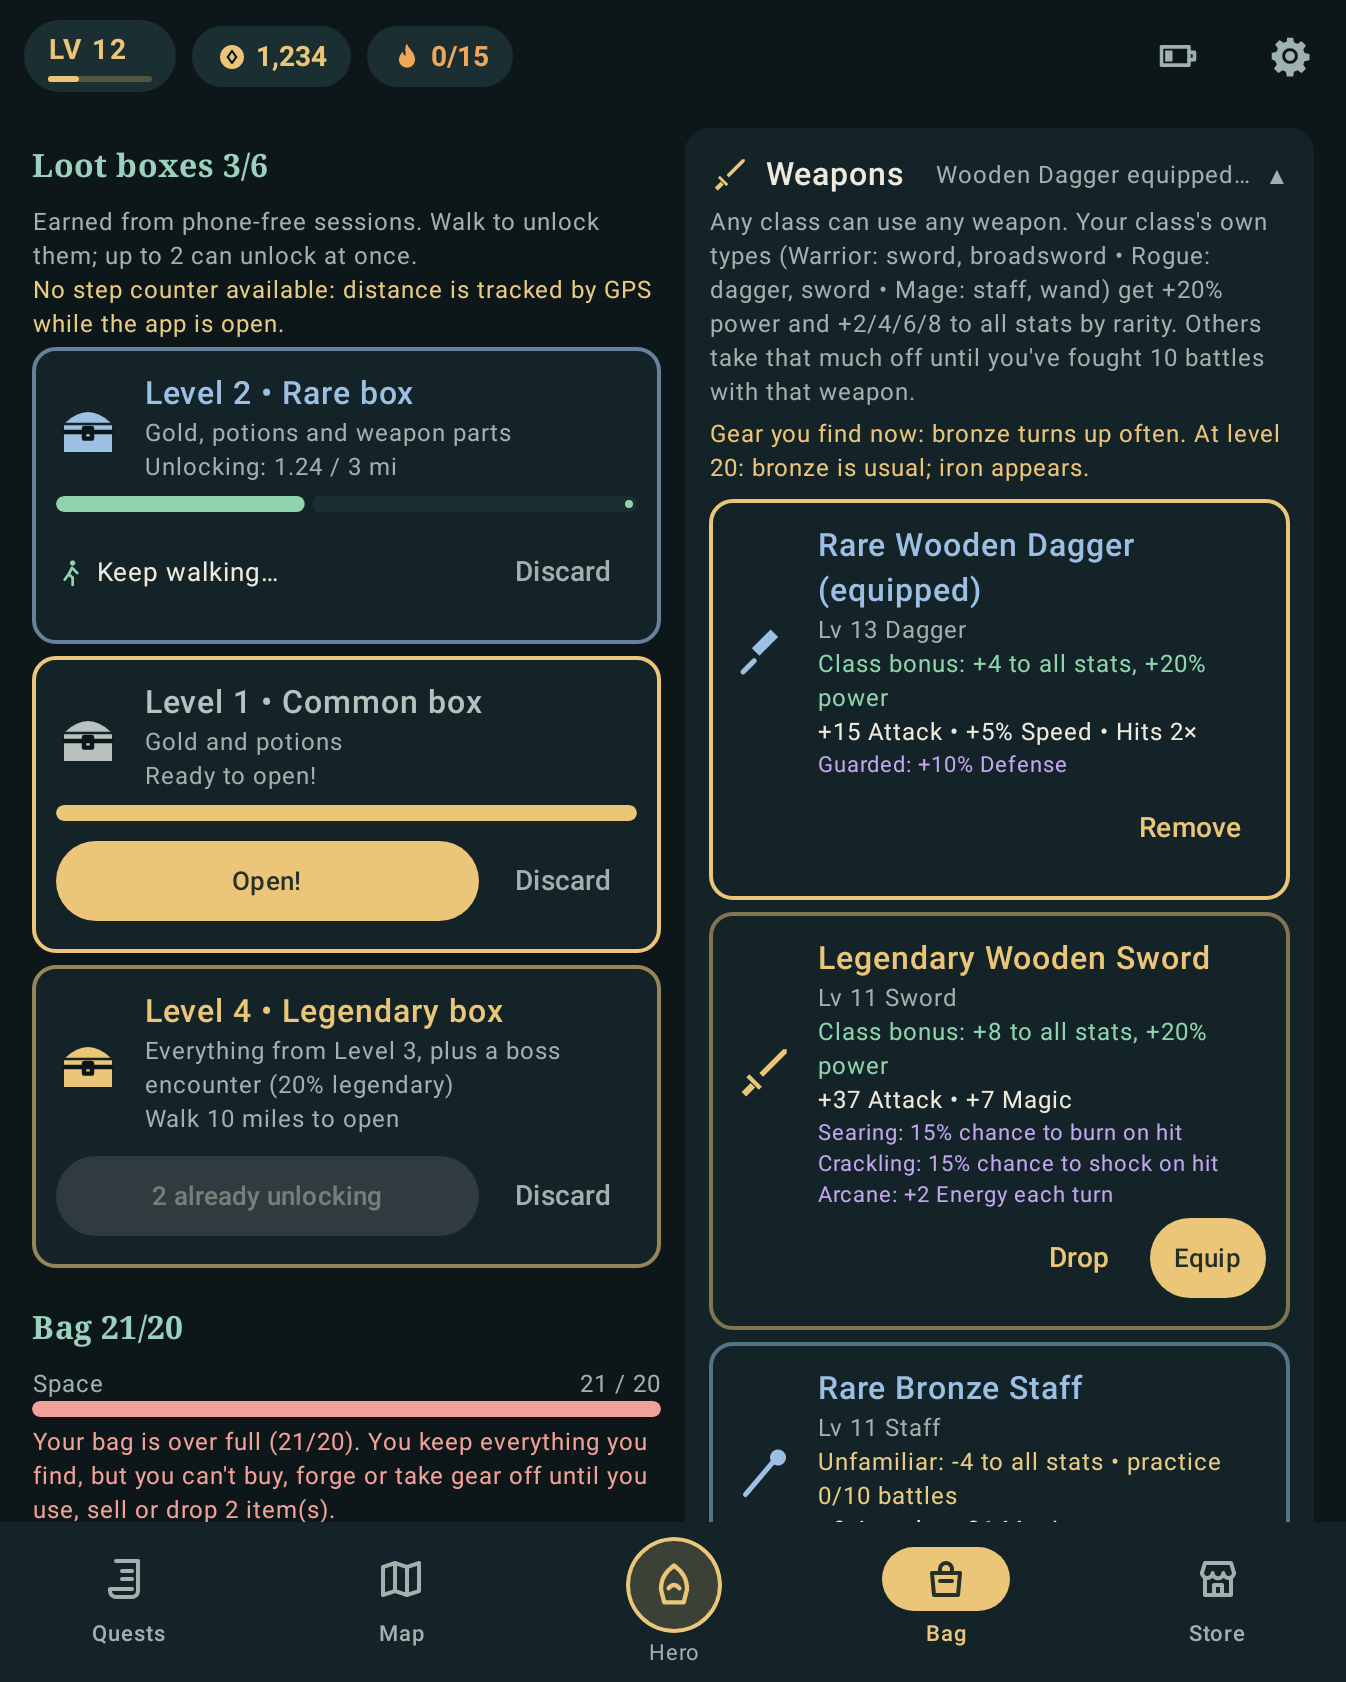 LV 12
1,234
0/15
Loot boxes 3/6
Earned from phone-free sessions. Walk to unlock
them; up to 2 can unlock at once.
No step counter available: distance is tracked by GPS
while the app is open.
Level 2 • Rare box
Gold, potions and weapon parts
Unlocking: 1.24 / 3 mi
Keep walking…
Discard
Level 1 • Common box
Gold and potions
Ready to open!
Open!
Discard
Level 4 • Legendary box
Everything from Level 3, plus a boss
encounter (20% legendary)
Walk 10 miles to open
2 already unlocking
Discard
Bag 21/20
Space
21 / 20
Your bag is over full (21/20). You keep everything you
find, but you can't buy, forge or take gear off until you
use, sell or drop 2 item(s).
Weapons
Wooden Dagger equipped… ▲
Any class can use any weapon. Your class's own
types (Warrior: sword, broadsword • Rogue:
dagger, sword • Mage: staff, wand) get +20%
power and +2/4/6/8 to all stats by rarity. Others
take that much off until you've fought 10 battles
with that weapon.
Gear you find now: bronze turns up often. At level
20: bronze is usual; iron appears.
Rare Wooden Dagger
(equipped)
Lv 13 Dagger
Class bonus: +4 to all stats, +20%
power
+15 Attack • +5% Speed • Hits 2×
Guarded: +10% Defense
Remove
Legendary Wooden Sword
Lv 11 Sword
Class bonus: +8 to all stats, +20%
power
+37 Attack • +7 Magic
Searing: 15% chance to burn on hit
Crackling: 15% chance to shock on hit
Arcane: +2 Energy each turn
Drop
Equip
Rare Bronze Staff
Lv 11 Staff
Unfamiliar: -4 to all stats • practice
0/10 battles
Quests
Map
Hero
Bag
Store